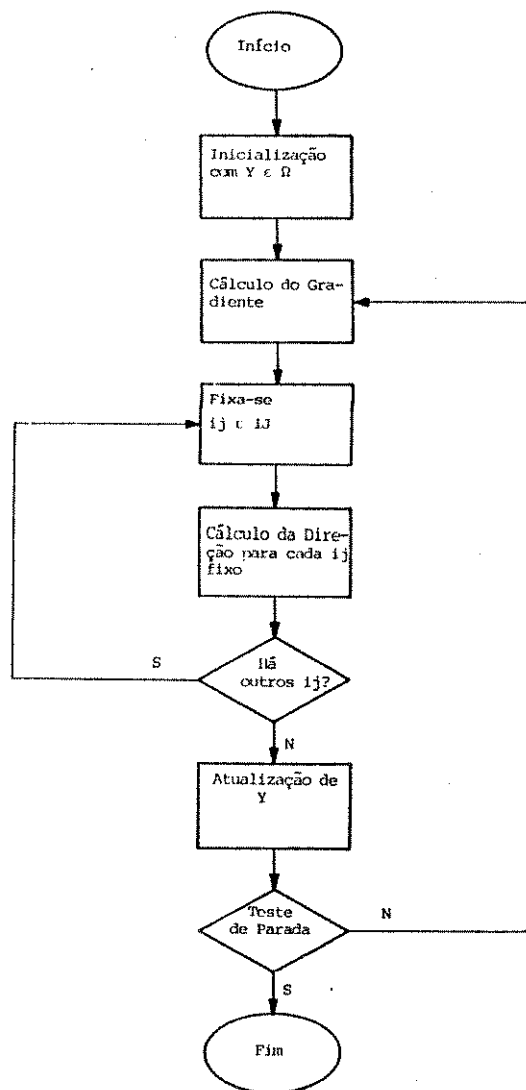 Início
Inicialização
com Y ε Ω
Cálculo do Gra-
diente
Fixa-se
ij ε IJ
Cálculo da Dire-
ção para cada ij
fixo
S
Há
outros ij?
N
Atualização de
Y
Teste
de Parada
N
S
Fim